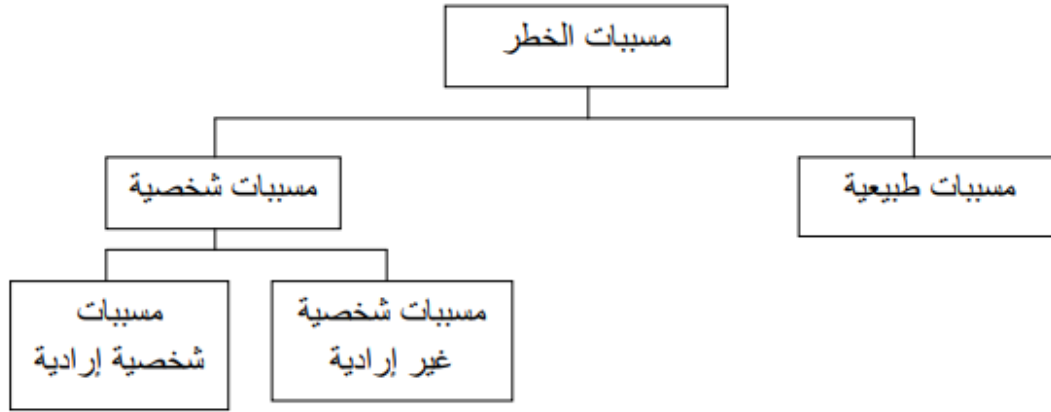 مسببات الخطر
مسببات طبيعية
مسببات شخصية
مسببات شخصية
غير إرادية
مسببات
شخصية إرادية